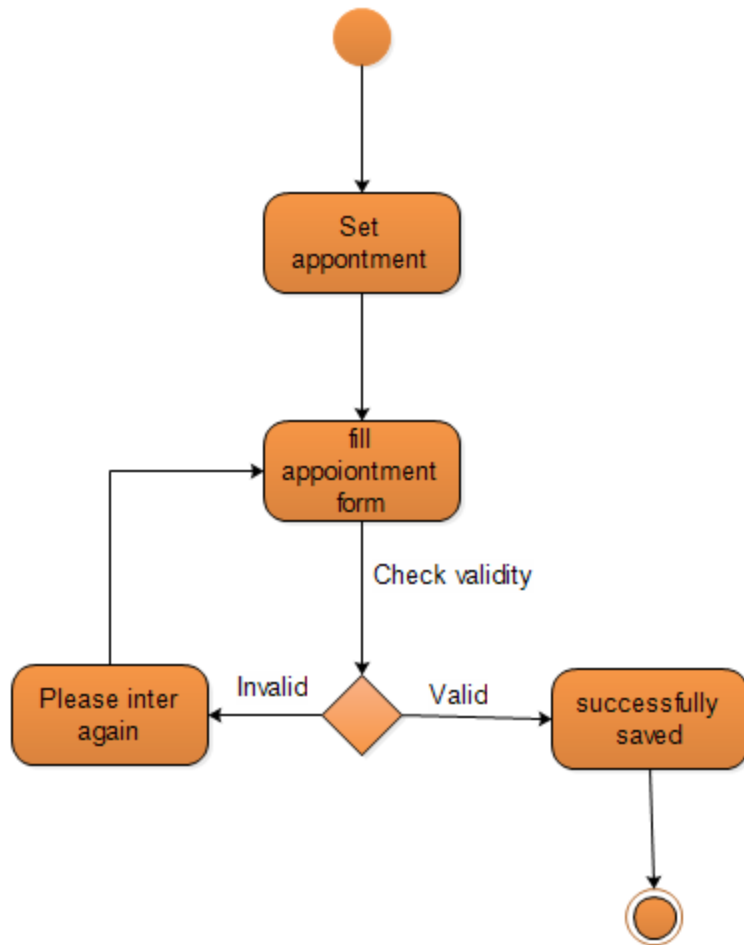 Set
appontment
fill
appoiontment
form
Check validity
Invalid
Valid
Please inter
again
successfully
saved